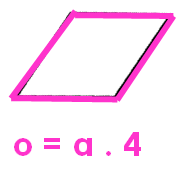 o = a . 4